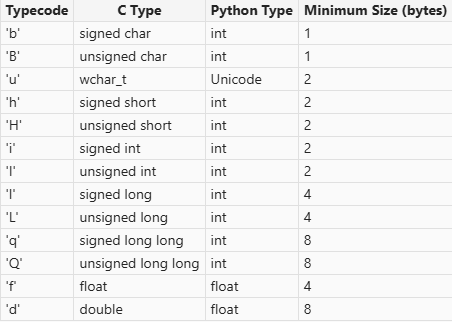 Typecode C Type Python Type Minimum Size (bytes)
'b' signed char int 1
'B' unsigned char int 1
'u' wchar_t Unicode 2
'h' signed short int 2
'H' unsigned short int 2
'i' signed int int 2
'I' unsigned int int 2
'l' signed long int 4
'L' unsigned long int 4
'q' signed long long int 8
'Q' unsigned long long int 8
'f' float float 4
'd' double float 8